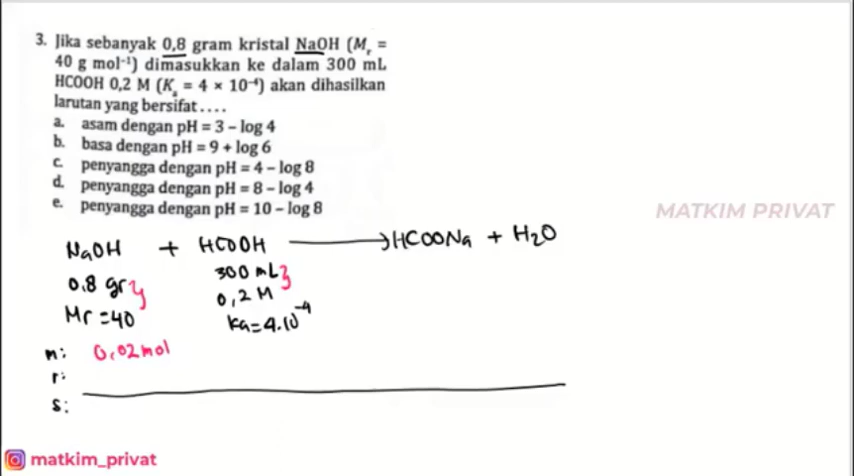 3. Jika sebanyak 0,8 gram kristal NaOH (Mr =
40 g mol⁻¹) dimasukkan ke dalam 300 mL
HCOOH 0,2 M (Ka = 4 × 10⁻⁴) akan dihasilkan
larutan yang bersifat ....
a. asam dengan pH = 3 – log 4
b. basa dengan pH = 9 + log 6
c. penyangga dengan pH = 4 – log 8
d. penyangga dengan pH = 8 – log 4
e. penyangga dengan pH = 10 – log 8
MATKIM PRIVAT
NaOH + HCOOH ⟶ HCOONa + H₂O
0,8 gr 300 mL
Mr = 40 0,2 M
Ka = 4.10⁻⁴
m: 0,02 mol
r:
s:
matkim_privat